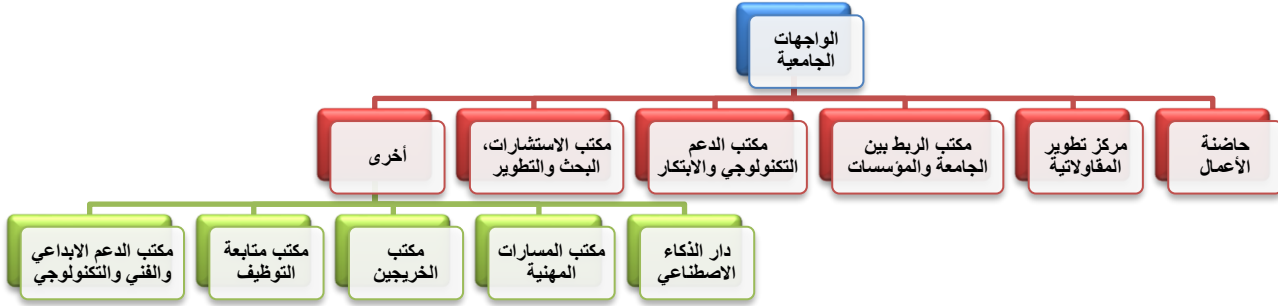 الواجهات
الجامعية
حاضنة
الأعمال
مركز تطوير
المقاولاتية
مكتب الربط بين
الجامعة والمؤسسات
مكتب الدعم
التكنولوجي والابتكار
مكتب الاستشارات،
البحث والتطوير
أخرى
دار الذكاء
الاصطناعي
مكتب المسارات
المهنية
مكتب
الخريجين
مكتب متابعة
التوظيف
مكتب الدعم الابداعي
والفني والتكنولوجي